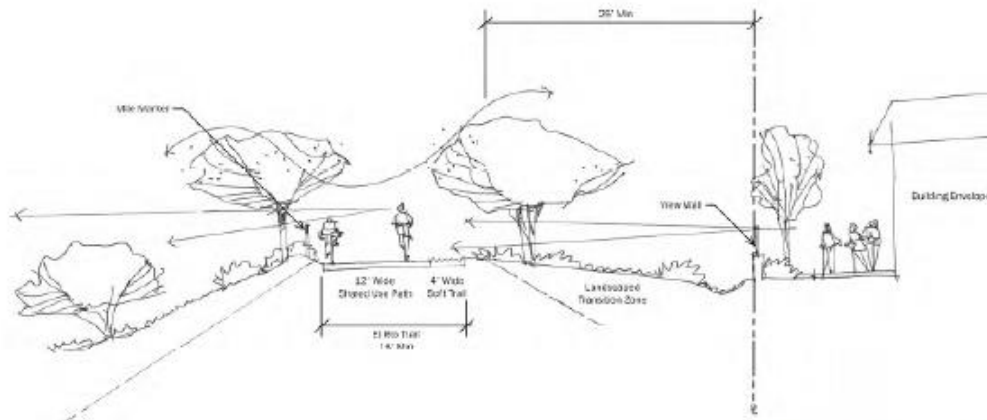 Min
Mile Marker
View Wall
Building Envelope
12' Wide
Shared Use Path
4' Wide
Soft Trail
Landscaped
Transition Zone
El Rio Trail
Min